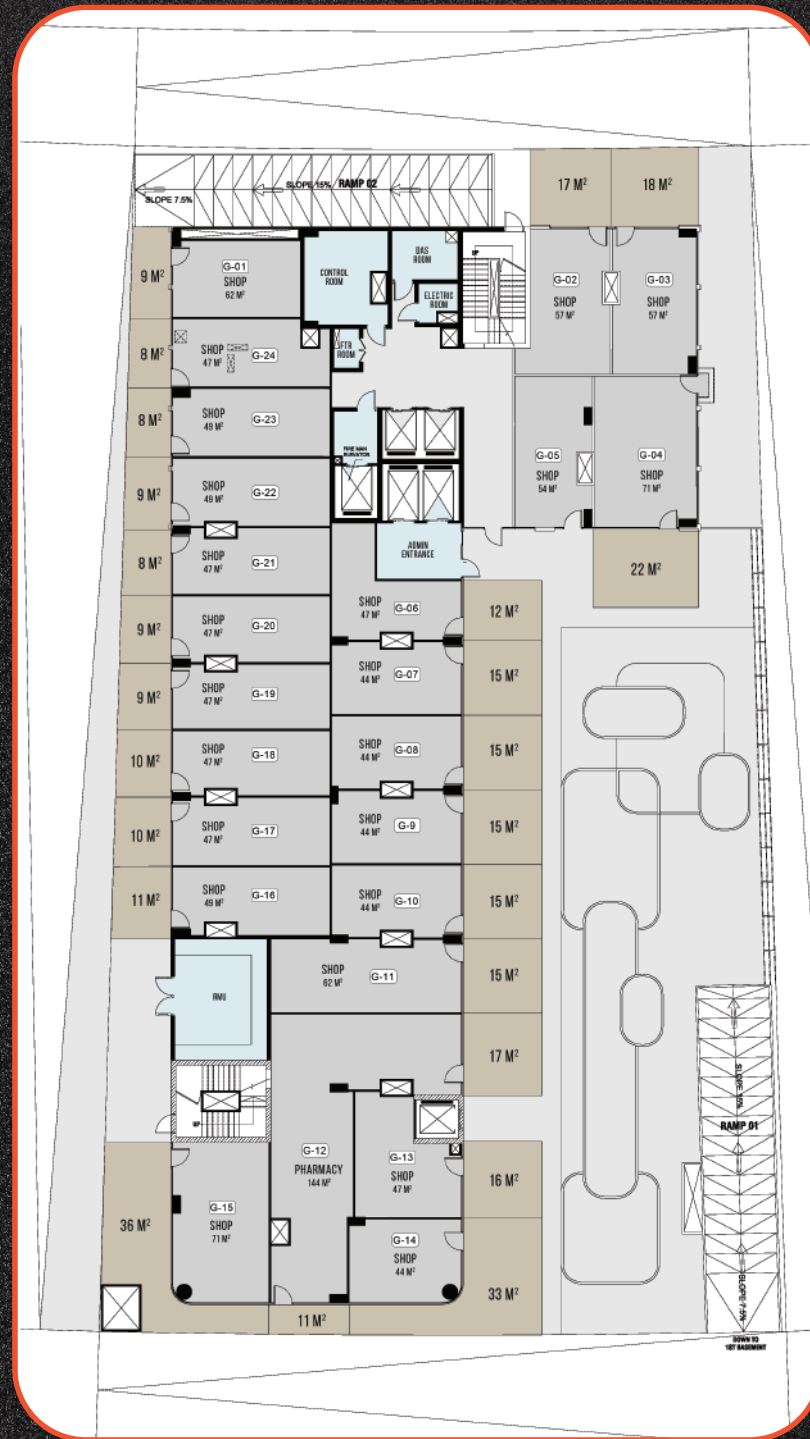 SLOPE 15%
RAMP 02
SLOPE 7.5%
17 M²
18 M²
9 M²
G-01
SHOP
62 M²
CONTROL
ROOM
ELECTRIC
ROOM
UP
G-02
SHOP
57 M²
G-03
SHOP
57 M²
8 M²
SHOP
47 M²
G-24
ROOM
8 M²
SHOP
49 M²
G-23
9 M²
SHOP
49 M²
G-22
G-05
SHOP
54 M²
G-04
SHOP
71 M²
8 M²
SHOP
47 M²
G-21
ADMIN
ENTRANCE
22 M²
9 M²
SHOP
47 M²
G-20
SHOP
47 M²
G-06
12 M²
9 M²
SHOP
47 M²
G-19
SHOP
44 M²
G-07
15 M²
10 M²
SHOP
47 M²
G-18
SHOP
44 M²
G-08
15 M²
10 M²
SHOP
47 M²
G-17
SHOP
44 M²
G-9
15 M²
11 M²
SHOP
49 M²
G-16
SHOP
44 M²
G-10
15 M²
RMU
SHOP
62 M²
G-11
15 M²
17 M²
SLOPE 15%
RAMP 01
UP
G-12
PHARMACY
144 M²
G-13
SHOP
47 M²
16 M²
36 M²
G-15
SHOP
71 M²
G-14
SHOP
44 M²
33 M²
SLOPE 7.5%
11 M²
DOWN TO
1ST BASEMENT